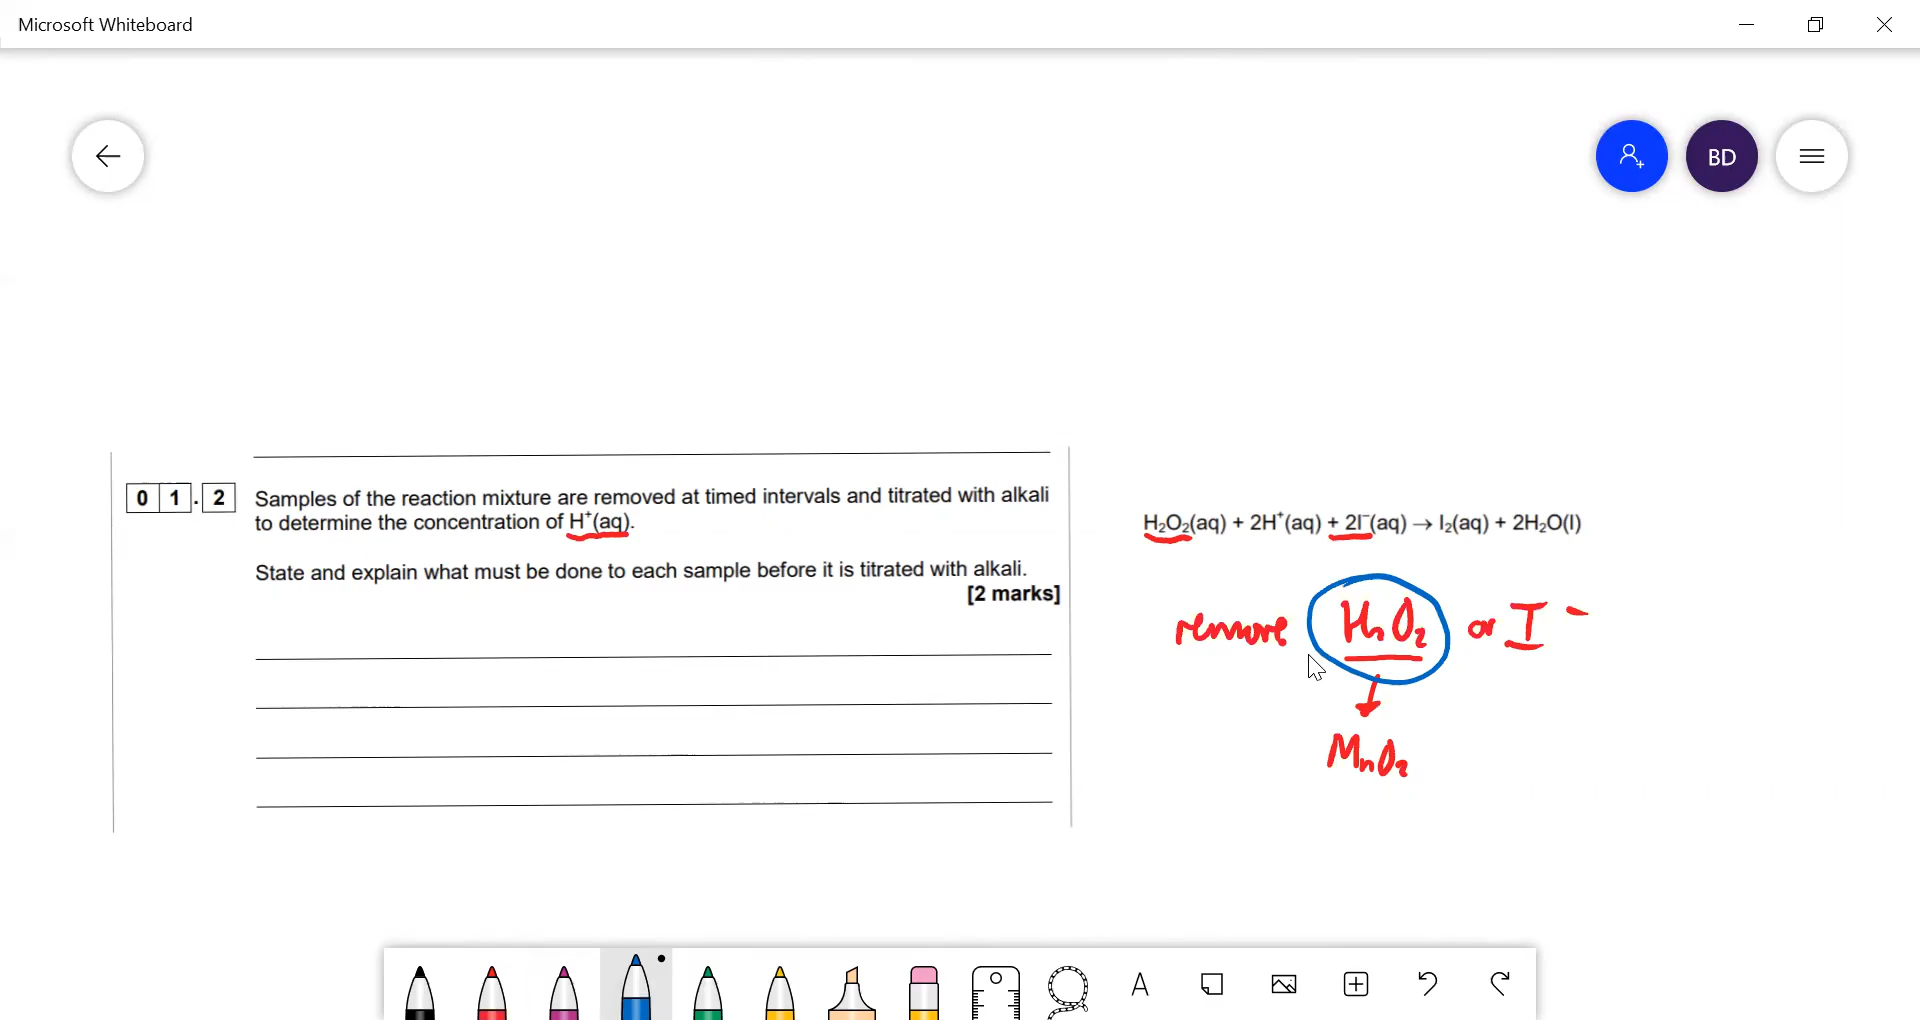 Microsoft Whiteboard
BD
0 1 . 2 Samples of the reaction mixture are removed at timed intervals and titrated with alkali
to determine the concentration of H⁺(aq).
State and explain what must be done to each sample before it is titrated with alkali.
[2 marks]
H₂O₂(aq) + 2H⁺(aq) + 2I⁻(aq) → I₂(aq) + 2H₂O(l)
remove H₂O₂ or I⁻
MnO₂
A